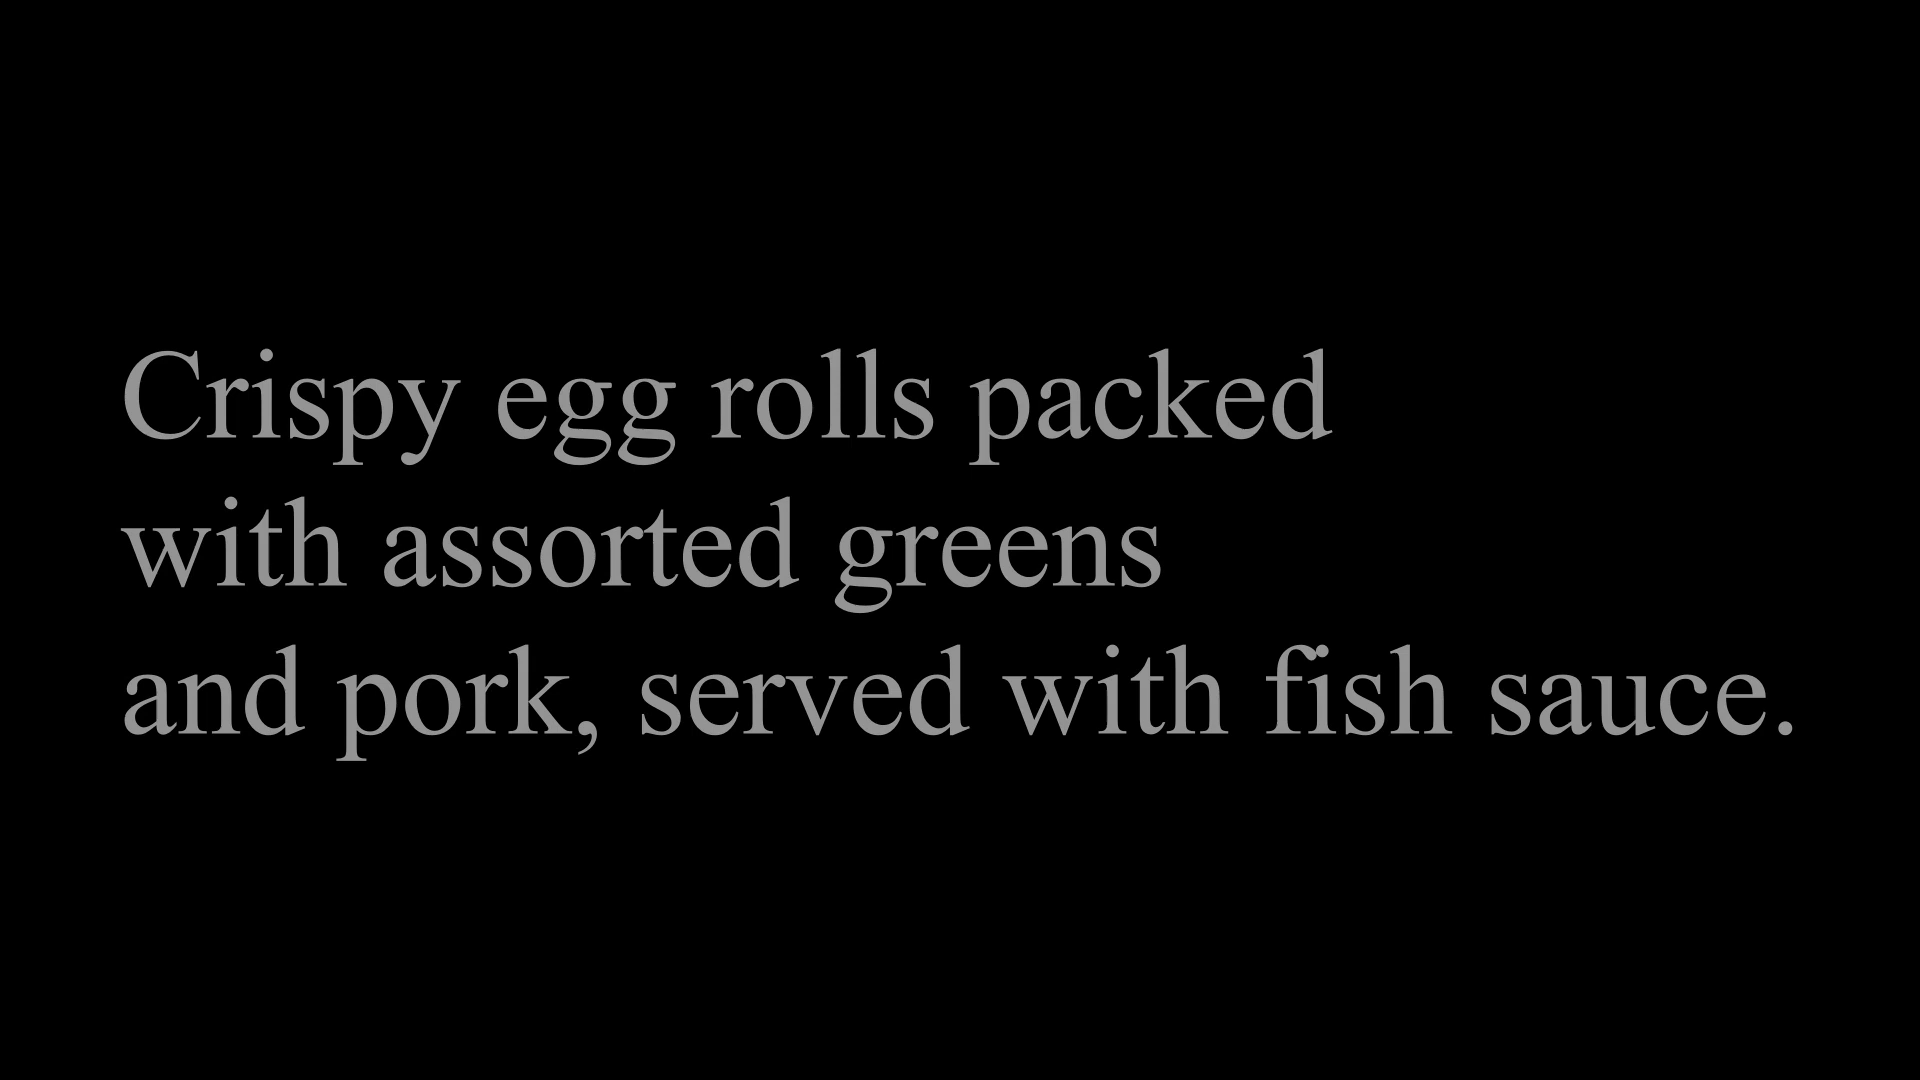 Crispy egg rolls packed
with assorted greens
and pork, served with fish sauce.